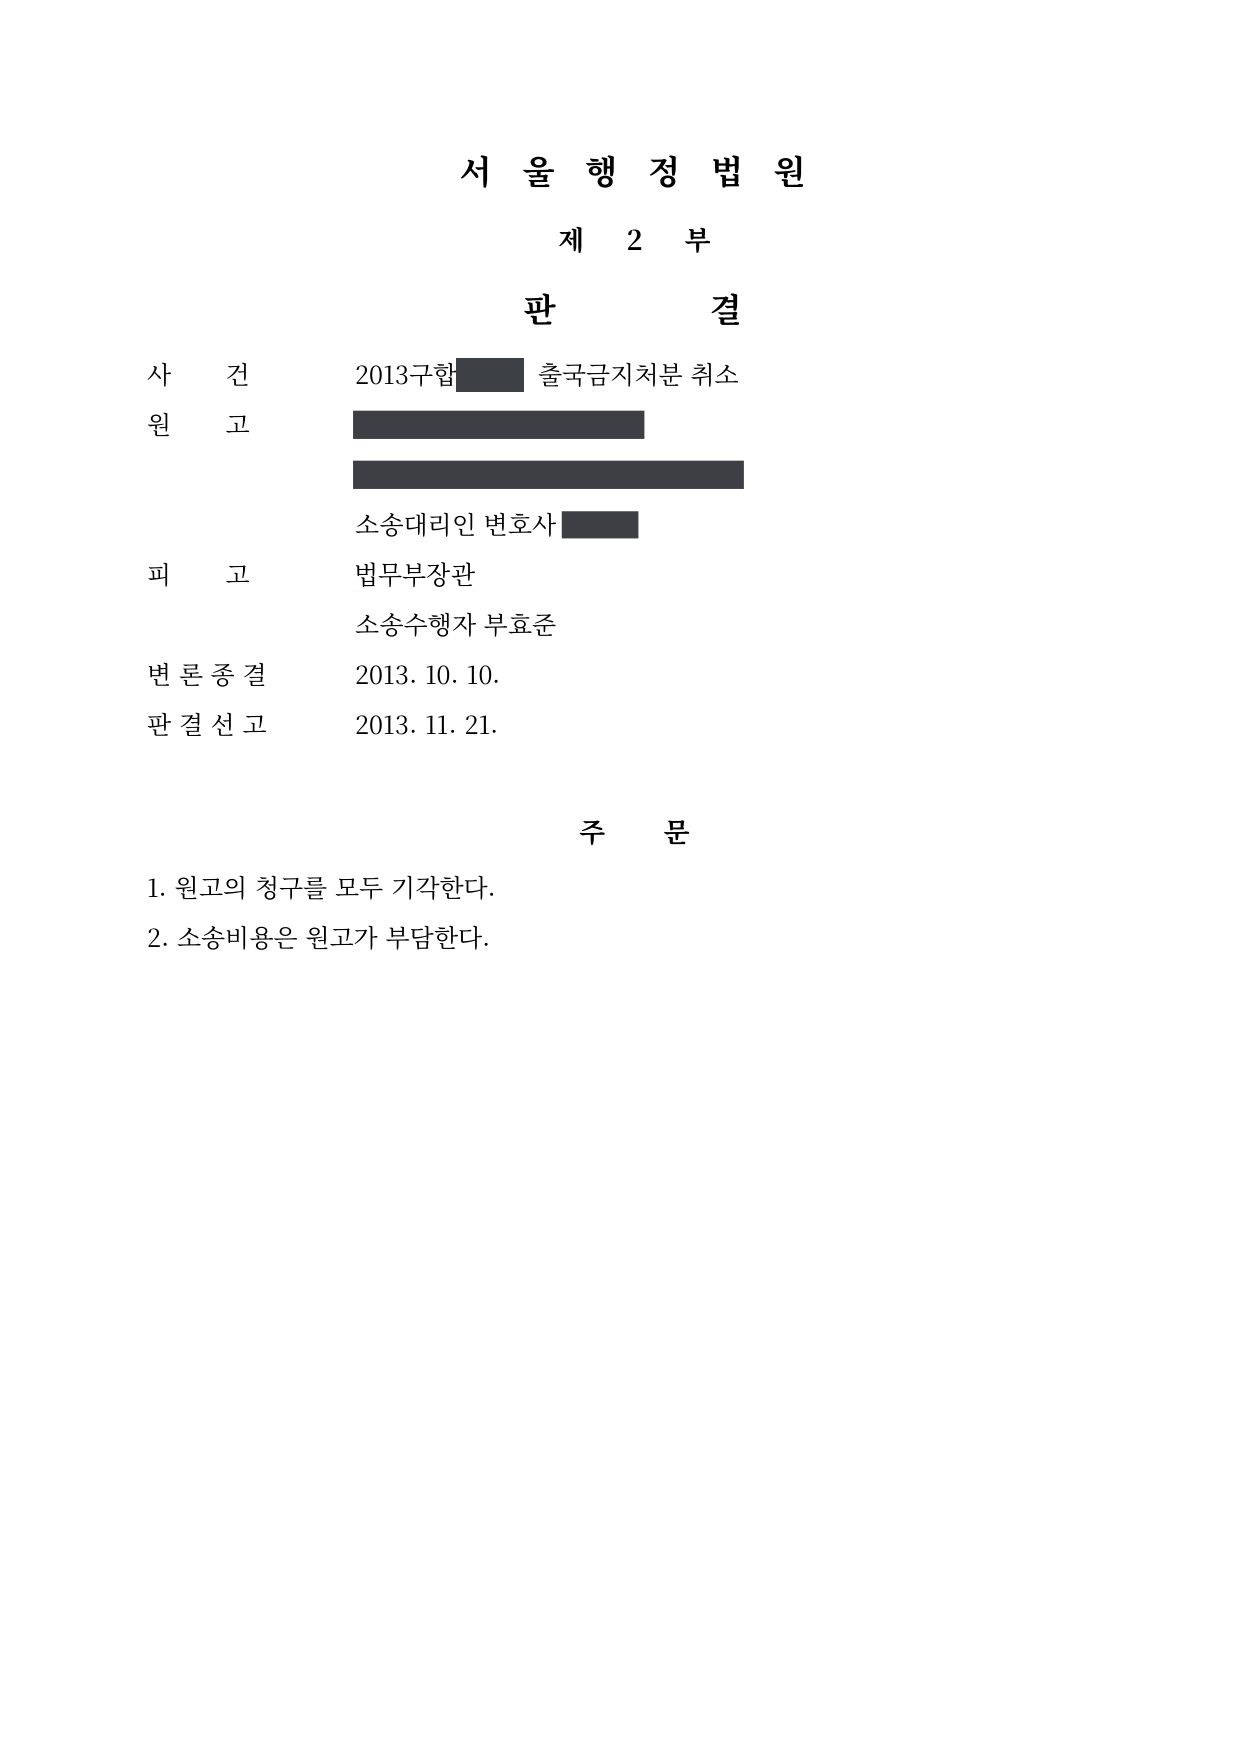 서 울 행 정 법 원
제 2 부
판 결
사 건 2013구합 출국금지처분 취소
원 고
소송대리인 변호사
피 고 법무부장관
소송수행자 부효준
변 론 종 결 2013. 10. 10.
판 결 선 고 2013. 11. 21.
주 문
1. 원고의 청구를 모두 기각한다.
2. 소송비용은 원고가 부담한다.